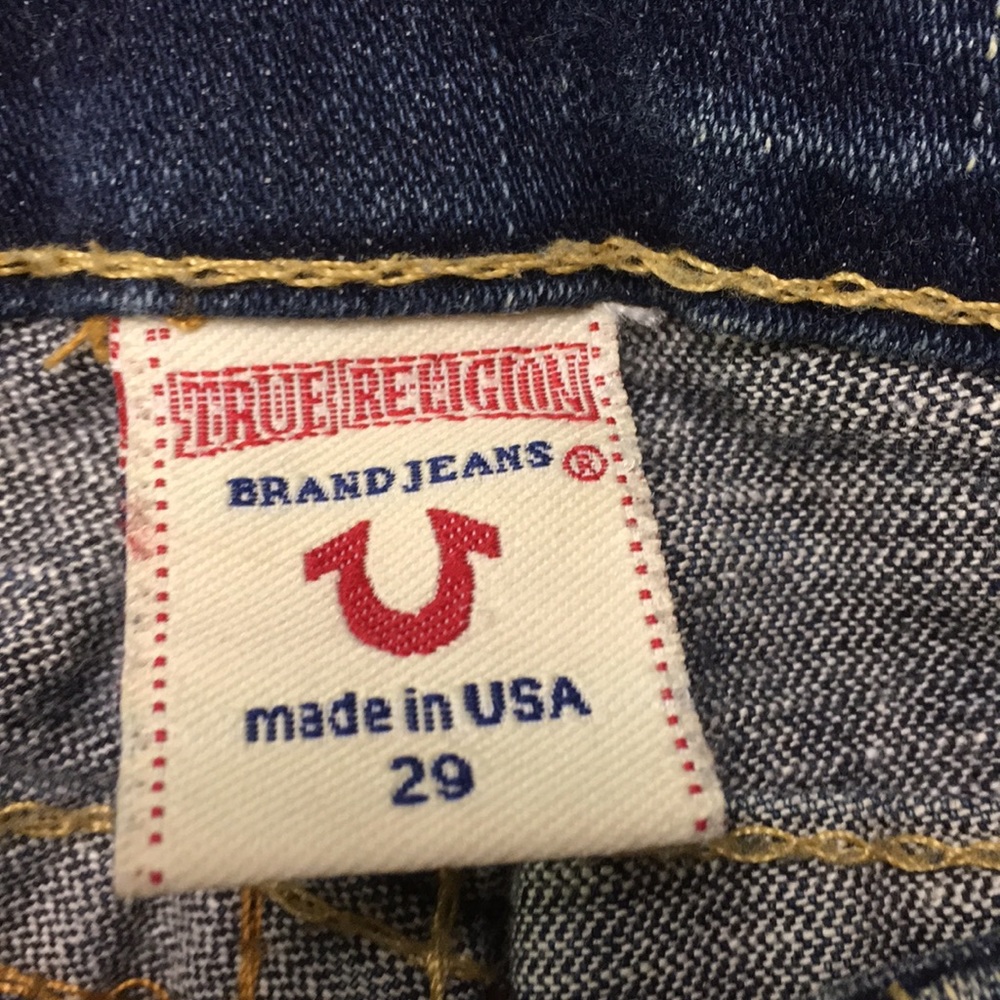 TRUE RELIGION
BRAND JEANS ®
made in USA
29